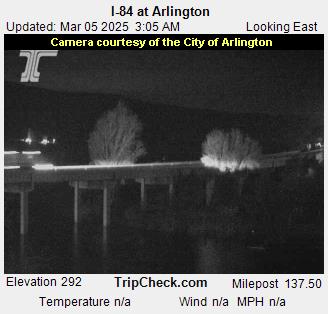 I-84 at Arlington
Updated: Mar 05 2025 3:05 AM Looking East
Camera courtesy of the City of Arlington
Elevation 292 TripCheck.com Milepost 137.50
Temperature n/a Wind n/a MPH n/a